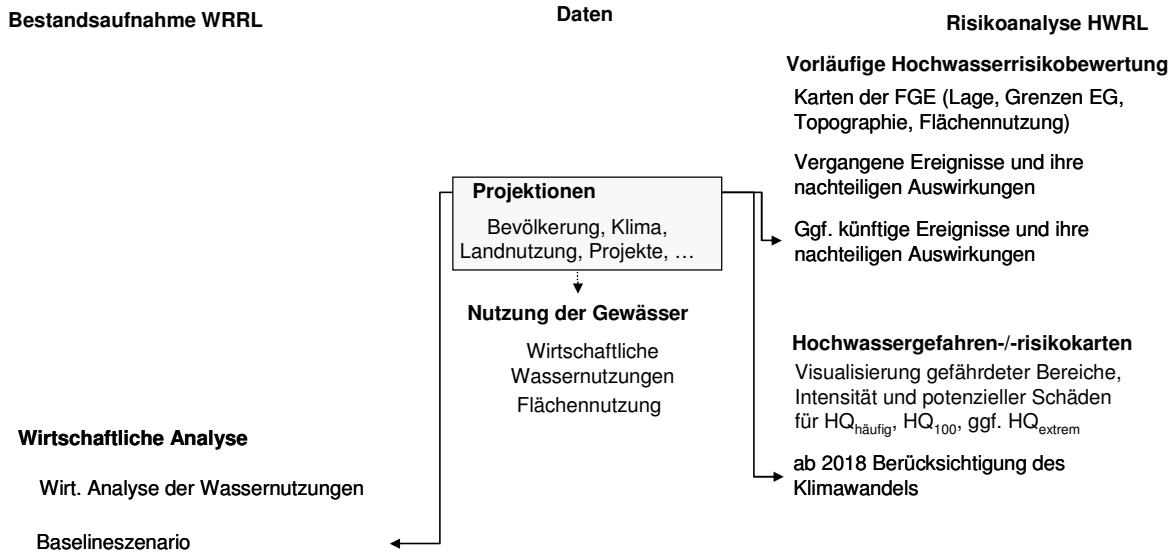 Bestandsaufnahme WRRL
Daten
Risikoanalyse HWRL
Vorläufige Hochwasserrisikobewertung
Karten der FGE (Lage, Grenzen EG,
Topographie, Flächennutzung)
Vergangene Ereignisse und ihre
nachteiligen Auswirkungen
Ggf. künftige Ereignisse und ihre
nachteiligen Auswirkungen
Projektionen
Bevölkerung, Klima,
Landnutzung, Projekte, …
Nutzung der Gewässer
Wirtschaftliche
Wassernutzungen
Flächennutzung
Hochwassergefahren-/-risikokarten
Visualisierung gefährdeter Bereiche,
Intensität und potenzieller Schäden
für HQhäufig, HQ100, ggf. HQextrem
ab 2018 Berücksichtigung des
Klimawandels
Wirtschaftliche Analyse
Wirt. Analyse der Wassernutzungen
Baselineszenario